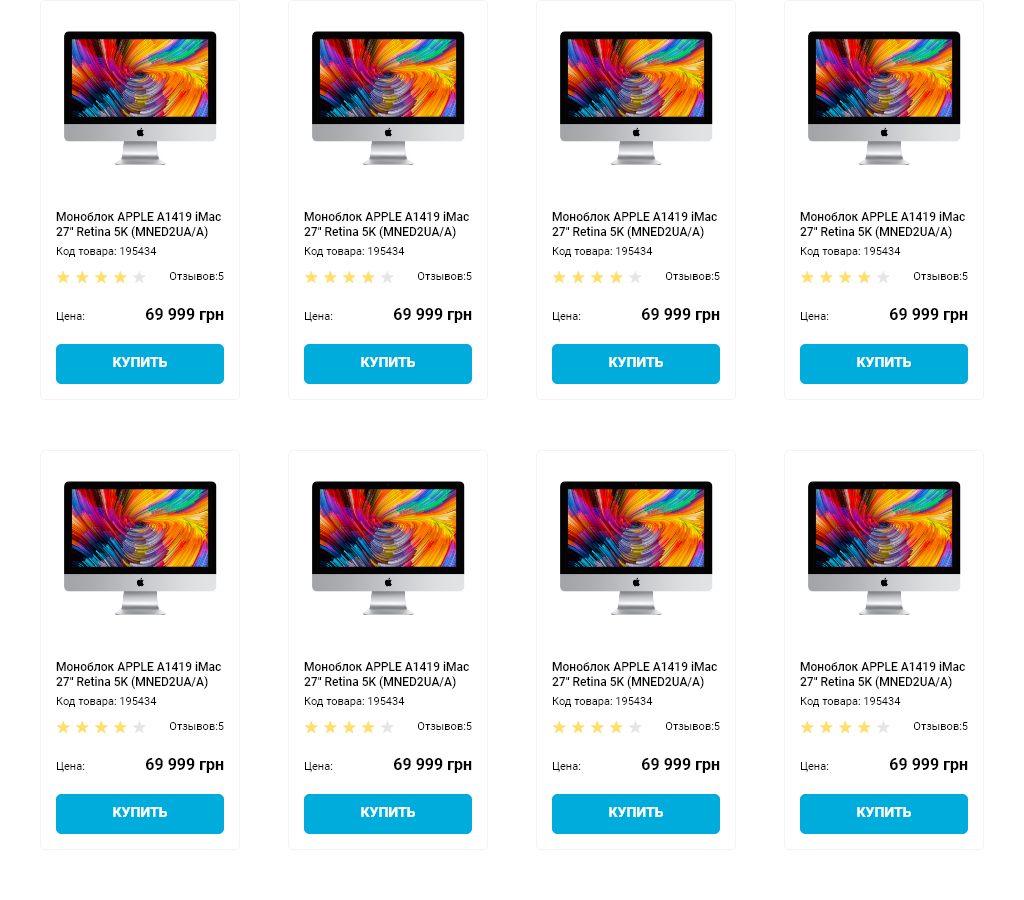 Моноблок APPLE A1419 iMac
27" Retina 5K (MNED2UA/A)
Код товара: 195434
Отзывов:5
Цена: 69 999 грн
КУПИТЬ
Моноблок APPLE A1419 iMac
27" Retina 5K (MNED2UA/A)
Код товара: 195434
Отзывов:5
Цена: 69 999 грн
КУПИТЬ
Моноблок APPLE A1419 iMac
27" Retina 5K (MNED2UA/A)
Код товара: 195434
Отзывов:5
Цена: 69 999 грн
КУПИТЬ
Моноблок APPLE A1419 iMac
27" Retina 5K (MNED2UA/A)
Код товара: 195434
Отзывов:5
Цена: 69 999 грн
КУПИТЬ
Моноблок APPLE A1419 iMac
27" Retina 5K (MNED2UA/A)
Код товара: 195434
Отзывов:5
Цена: 69 999 грн
КУПИТЬ
Моноблок APPLE A1419 iMac
27" Retina 5K (MNED2UA/A)
Код товара: 195434
Отзывов:5
Цена: 69 999 грн
КУПИТЬ
Моноблок APPLE A1419 iMac
27" Retina 5K (MNED2UA/A)
Код товара: 195434
Отзывов:5
Цена: 69 999 грн
КУПИТЬ
Моноблок APPLE A1419 iMac
27" Retina 5K (MNED2UA/A)
Код товара: 195434
Отзывов:5
Цена: 69 999 грн
КУПИТЬ